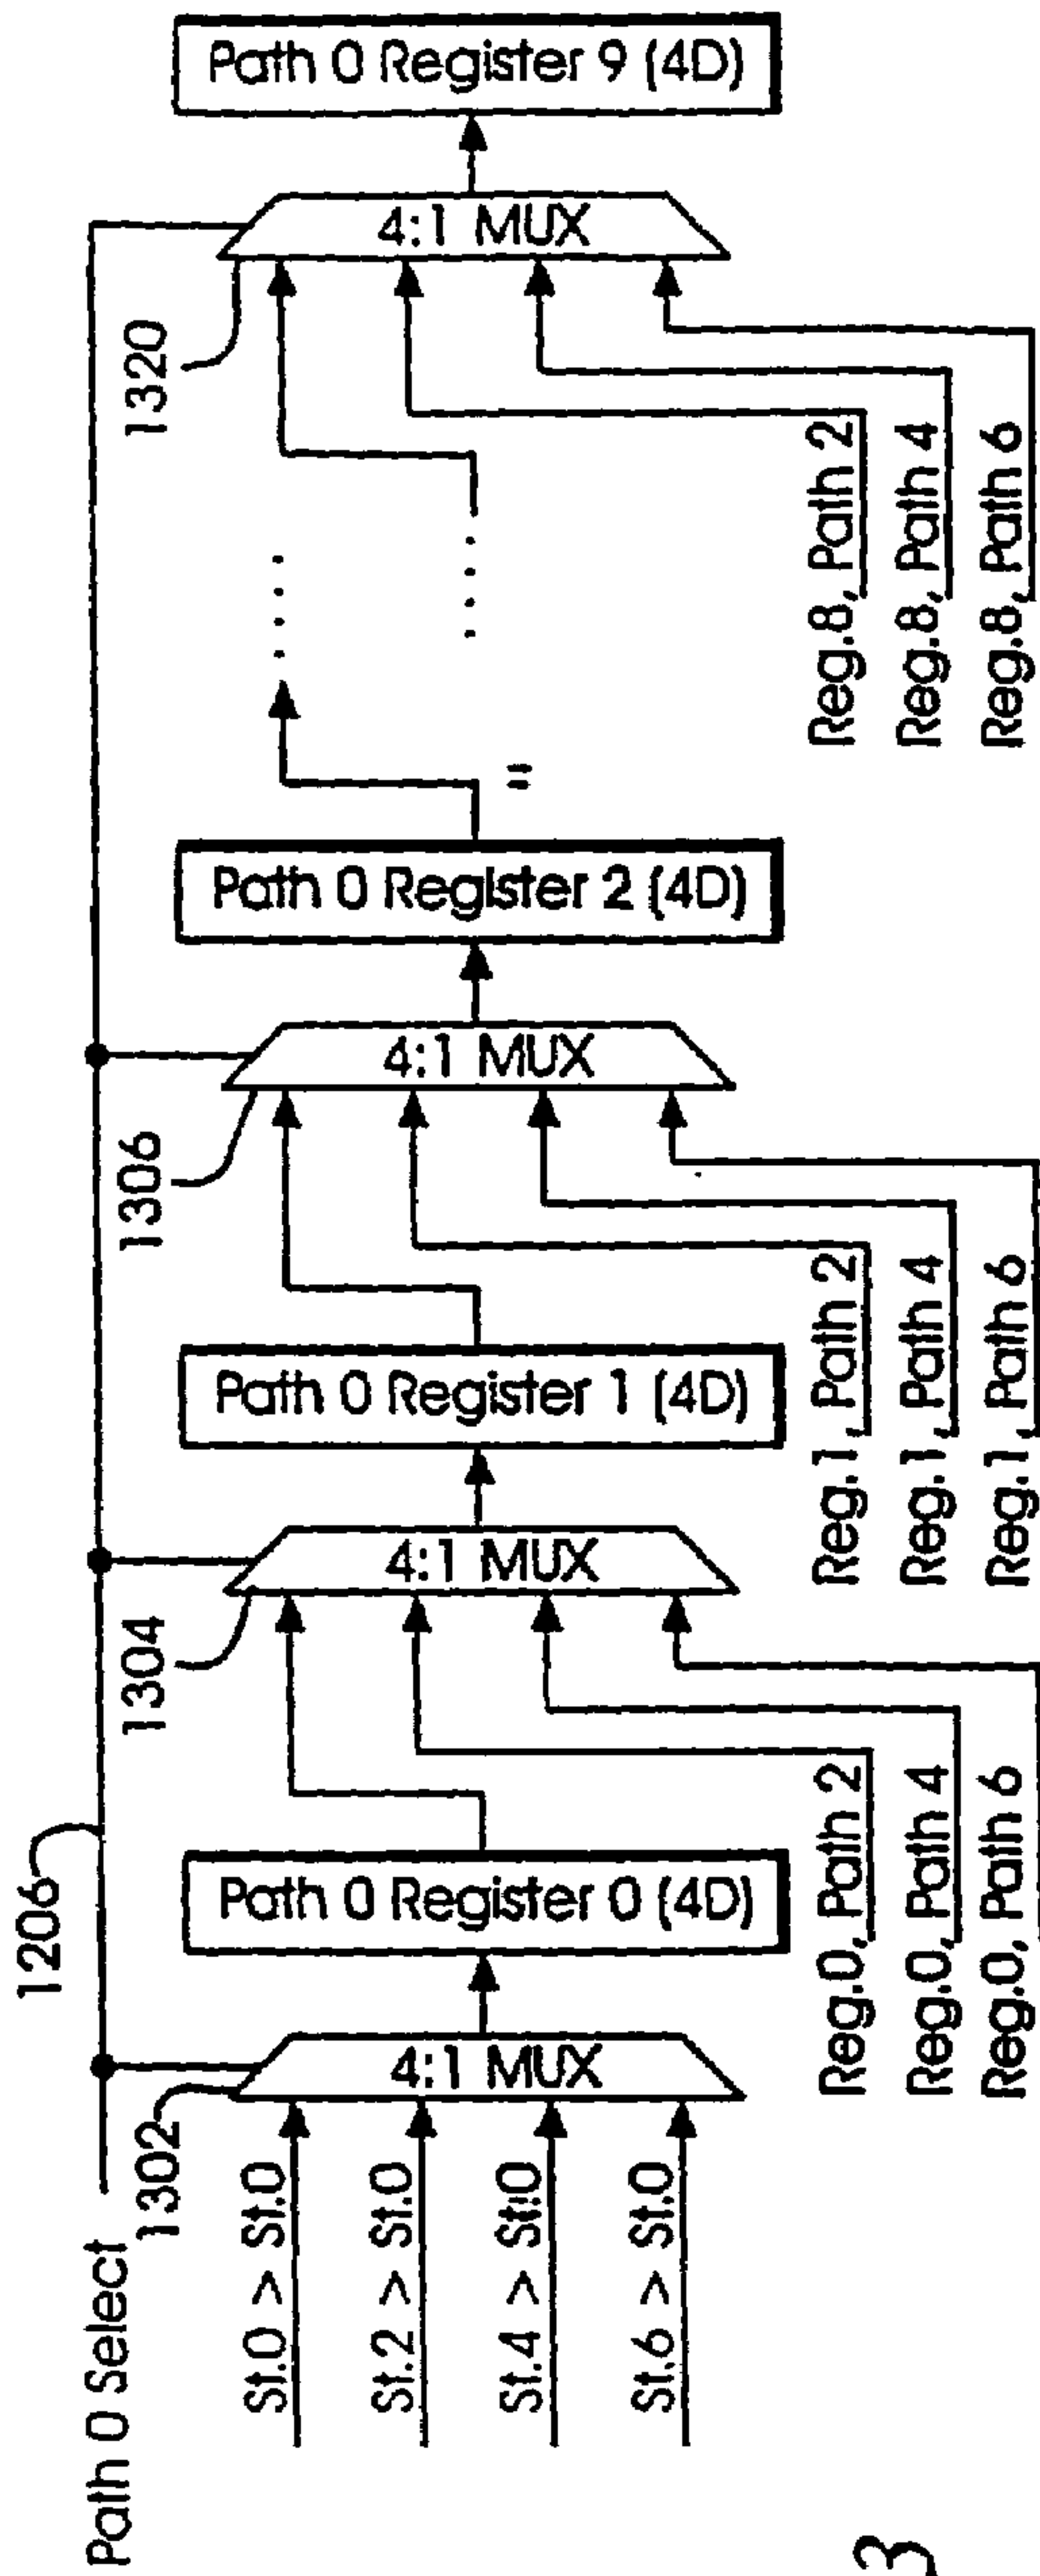 Path 0 Select
1206
1302
1304
1306
1320
St.0 > St.0
St.2 > St.0
St.4 > St.0
St.6 > St.0
4:1 MUX
Path 0 Register 0 (4D)
4:1 MUX
Path 0 Register 1 (4D)
4:1 MUX
Path 0 Register 2 (4D)
. . . .
. . . .
4:1 MUX
Path 0 Register 9 (4D)
Reg.0, Path 2
Reg.0, Path 4
Reg.0, Path 6
Reg.1, Path 2
Reg.1, Path 4
Reg.1, Path 6
Reg.8, Path 2
Reg.8, Path 4
Reg.8, Path 6
3